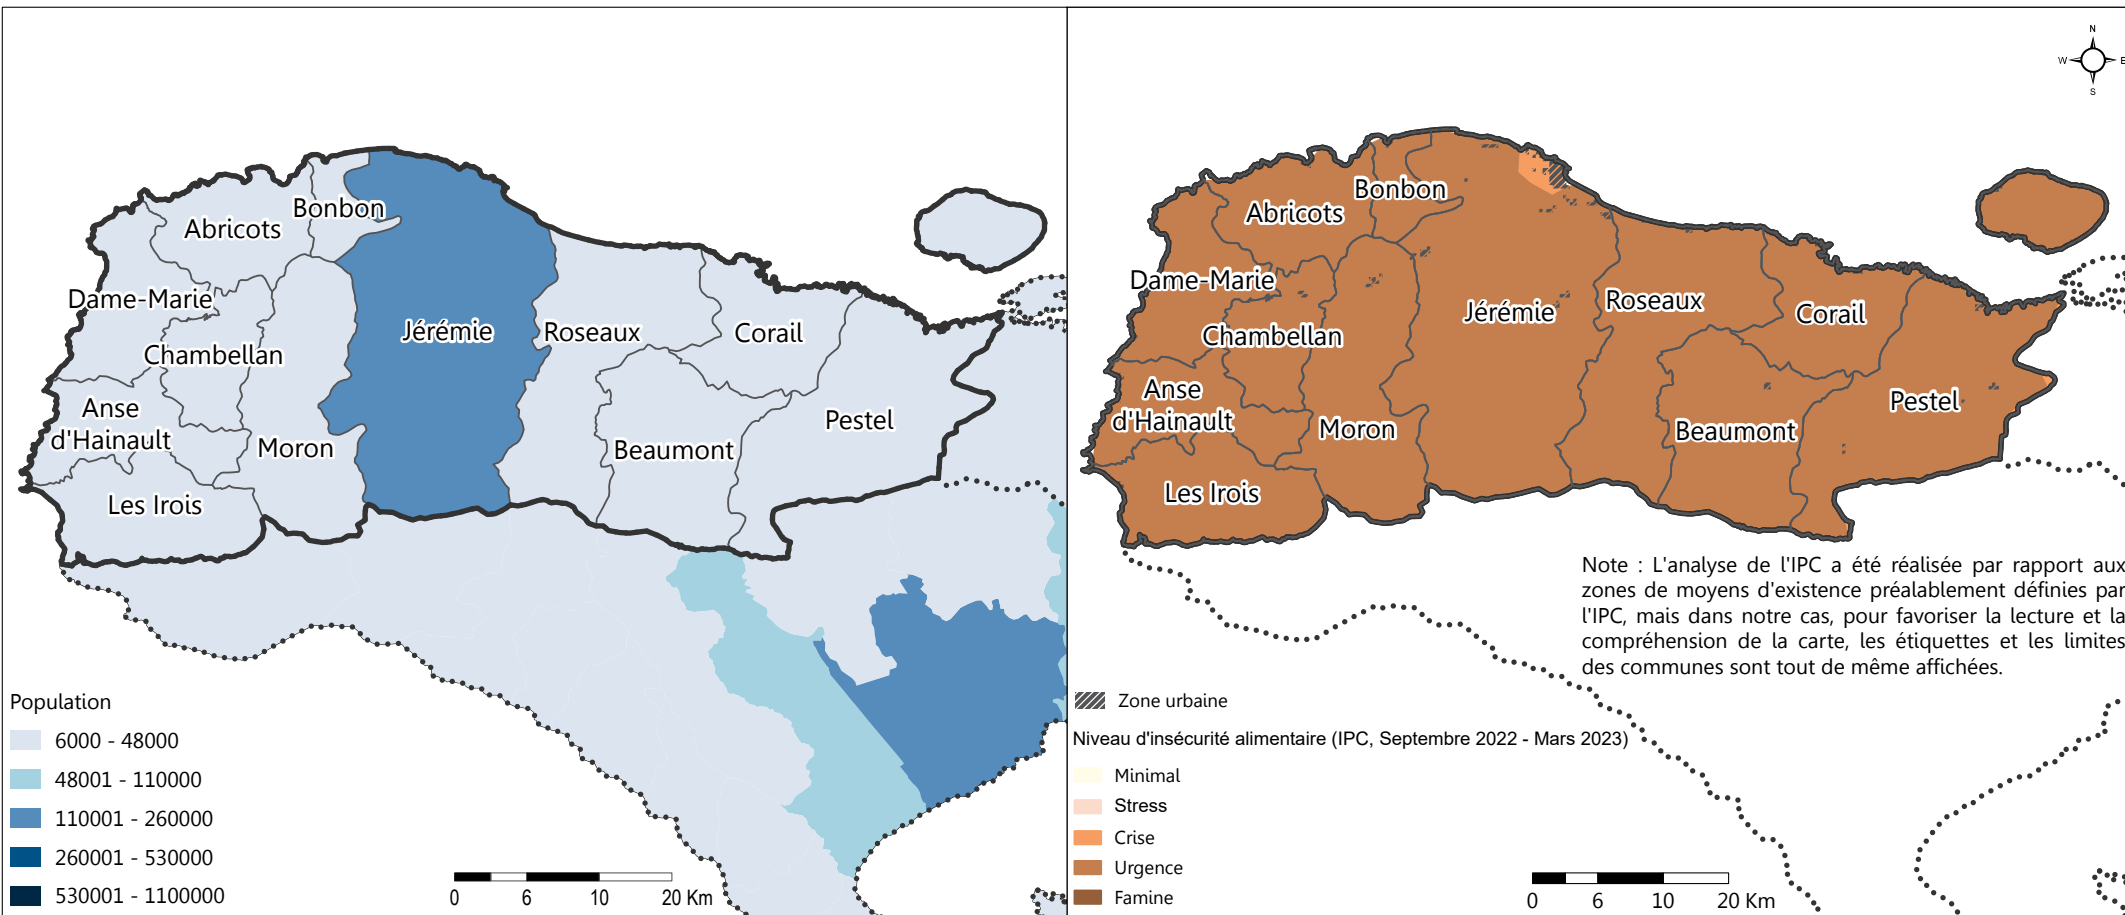 Abricots
Bonbon
Dame-Marie
Chambellan
Jérémie
Roseaux
Corail
Anse
d'Hainault
Moron
Beaumont
Pestel
Les Irois
Population
6000 - 48000
48001 - 110000
110001 - 260000
260001 - 530000
530001 - 1100000
0 6 10 20 Km
N
W E
S
Bonbon
Abricots
Dame-Marie
Chambellan
Jérémie
Roseaux
Corail
Anse
d'Hainault
Moron
Beaumont
Pestel
Les Irois
Note : L'analyse de l'IPC a été réalisée par rapport aux
zones de moyens d'existence préalablement définies par
l'IPC, mais dans notre cas, pour favoriser la lecture et la
compréhension de la carte, les étiquettes et les limites
des communes sont tout de même affichées.
Zone urbaine
Niveau d'insécurité alimentaire (IPC, Septembre 2022 - Mars 2023)
Minimal
Stress
Crise
Urgence
Famine
0 6 10 20 Km